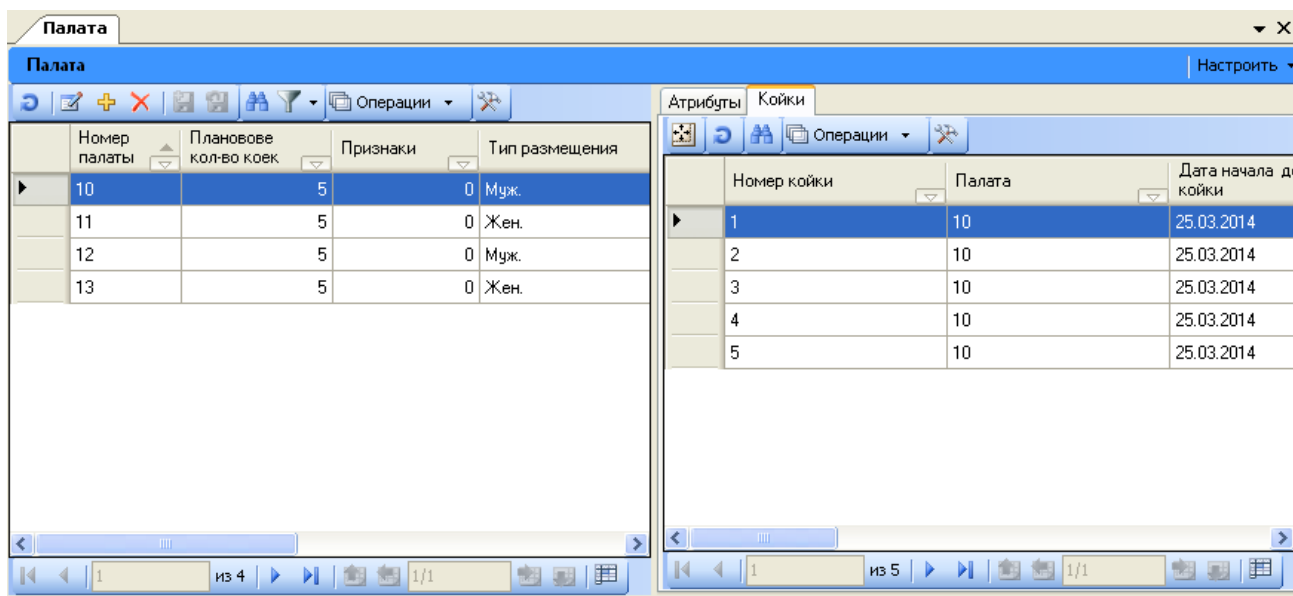 Палата
Палата
Настроить
Операции
Номер палаты Плановове кол-во коек Признаки Тип размещения
10 5 0 Муж.
11 5 0 Жен.
12 5 0 Муж.
13 5 0 Жен.
1 из 4 1/1
Атрибуты Койки
Операции
Номер койки Палата Дата начала д
койки
1 10 25.03.2014
2 10 25.03.2014
3 10 25.03.2014
4 10 25.03.2014
5 10 25.03.2014
1 из 5 1/1